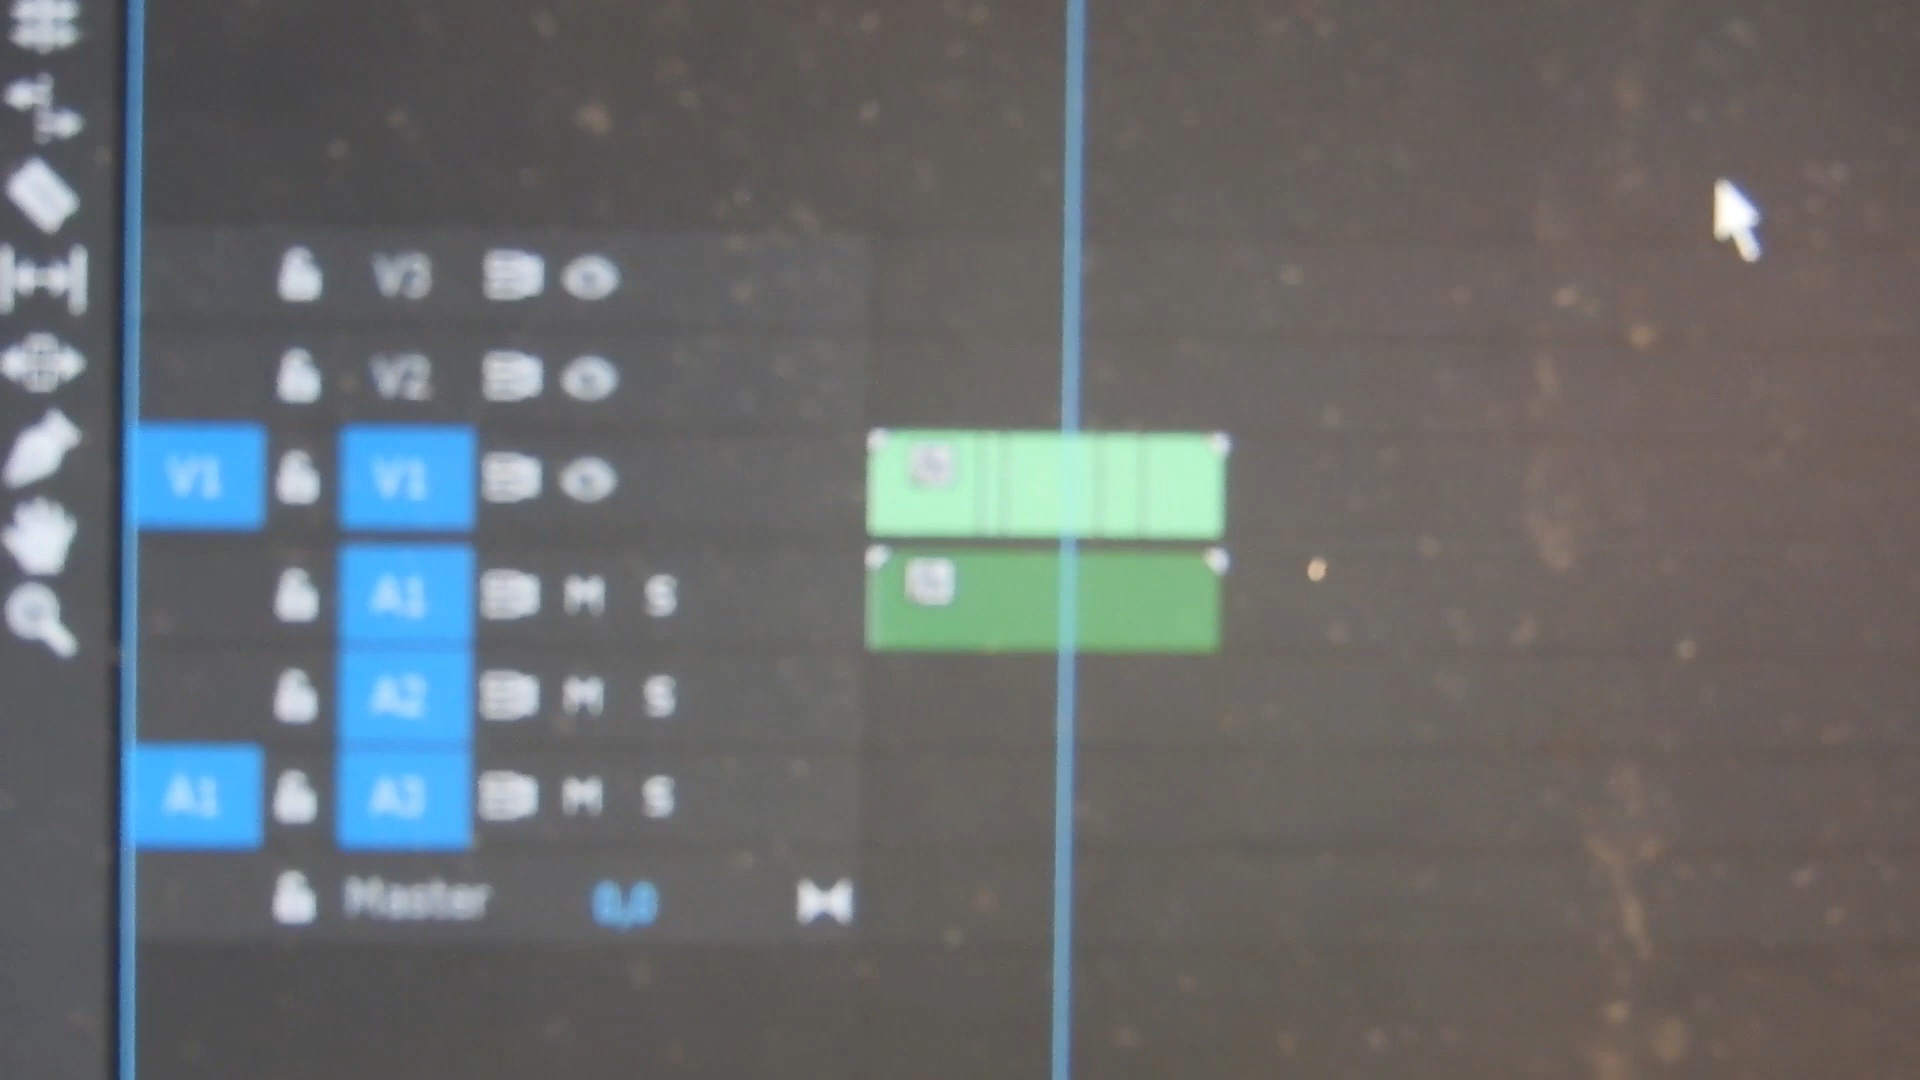 V3
V2
V1 V1
A1 M S
A2 M S
A1 A3 M S
Master 0,0